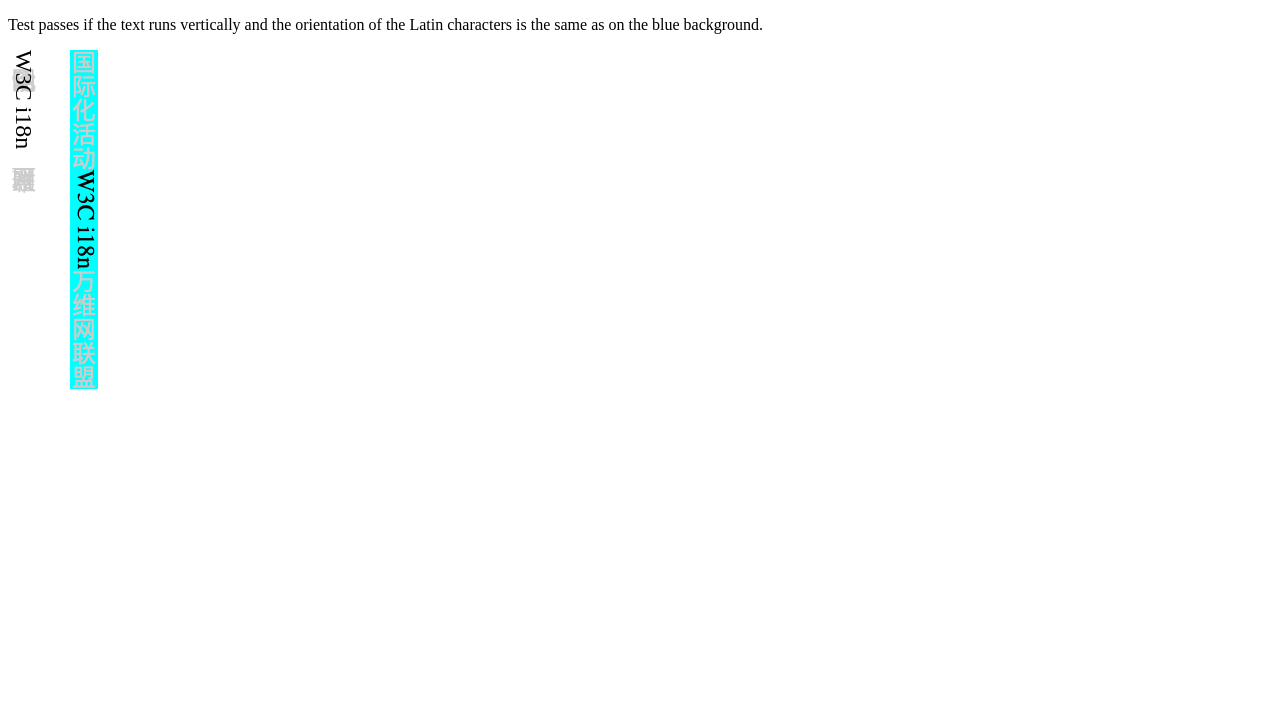 Test passes if the text runs vertically and the orientation of the Latin characters is the same as on the blue background.
W3C i18n
国际化活动W3C i18n万维网联盟